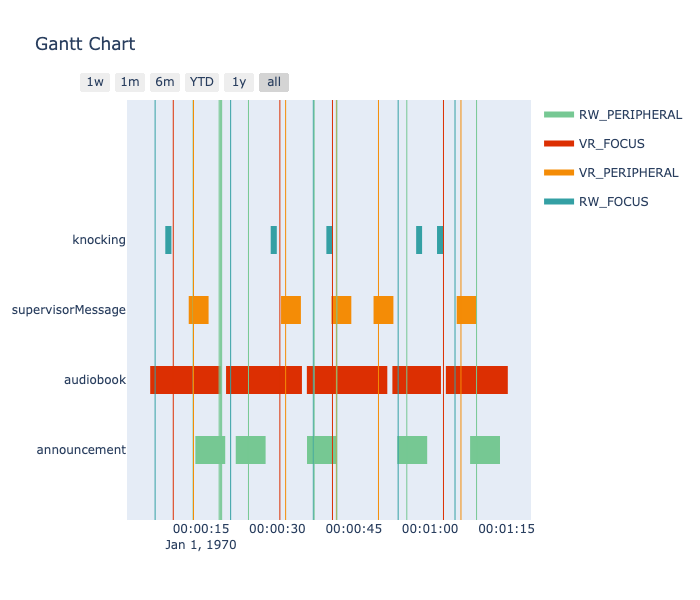 Gantt Chart
1w 1m 6m YTD 1y all
RW_PERIPHERAL
VR_FOCUS
VR_PERIPHERAL
RW_FOCUS
knocking
supervisorMessage
audiobook
announcement
00:00:15 00:00:30 00:00:45 00:01:00 00:01:15
Jan 1, 1970